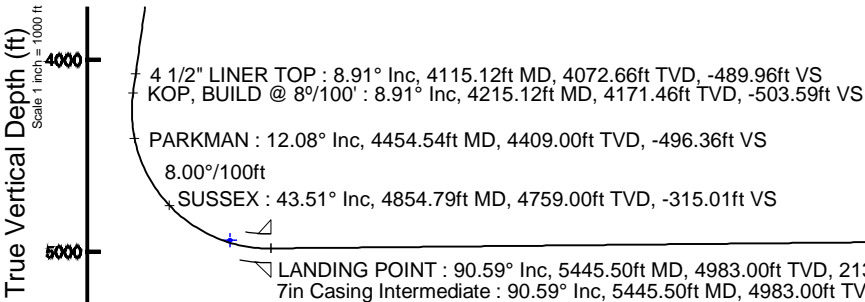 True Vertical Depth (ft)
Scale 1 inch = 1000 ft
4000
4 1/2" LINER TOP : 8.91° Inc, 4115.12ft MD, 4072.66ft TVD, -489.96ft VS
KOP, BUILD @ 8º/100' : 8.91° Inc, 4215.12ft MD, 4171.46ft TVD, -503.59ft VS
PARKMAN : 12.08° Inc, 4454.54ft MD, 4409.00ft TVD, -496.36ft VS
8.00°/100ft
SUSSEX : 43.51° Inc, 4854.79ft MD, 4759.00ft TVD, -315.01ft VS
5000
LANDING POINT : 90.59° Inc, 5445.50ft MD, 4983.00ft TVD, 213
7in Casing Intermediate : 90.59° Inc, 5445.50ft MD, 4983.00ft TV